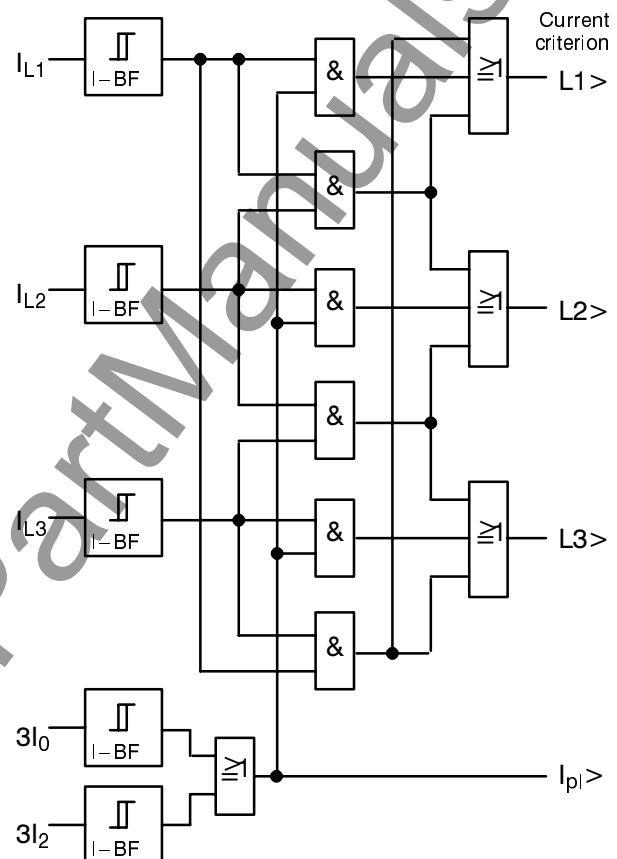 Current
criterion
I_L1
I–BF
&
≥1
L1>
&
I_L2
I–BF
&
≥1
L2>
&
I_L3
I–BF
&
≥1
L3>
&
3I_0
I–BF
≥1
I_pl>
3I_2
I–BF
PartManuals